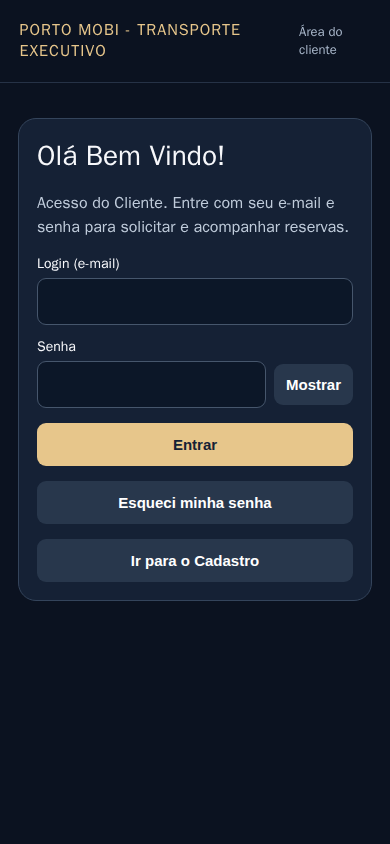 PORTO MOBI - TRANSPORTE
EXECUTIVO
Área do
cliente
Olá Bem Vindo!
Acesso do Cliente. Entre com seu e-mail e
senha para solicitar e acompanhar reservas.
Login (e-mail)
Senha
Mostrar
Entrar
Esqueci minha senha
Ir para o Cadastro